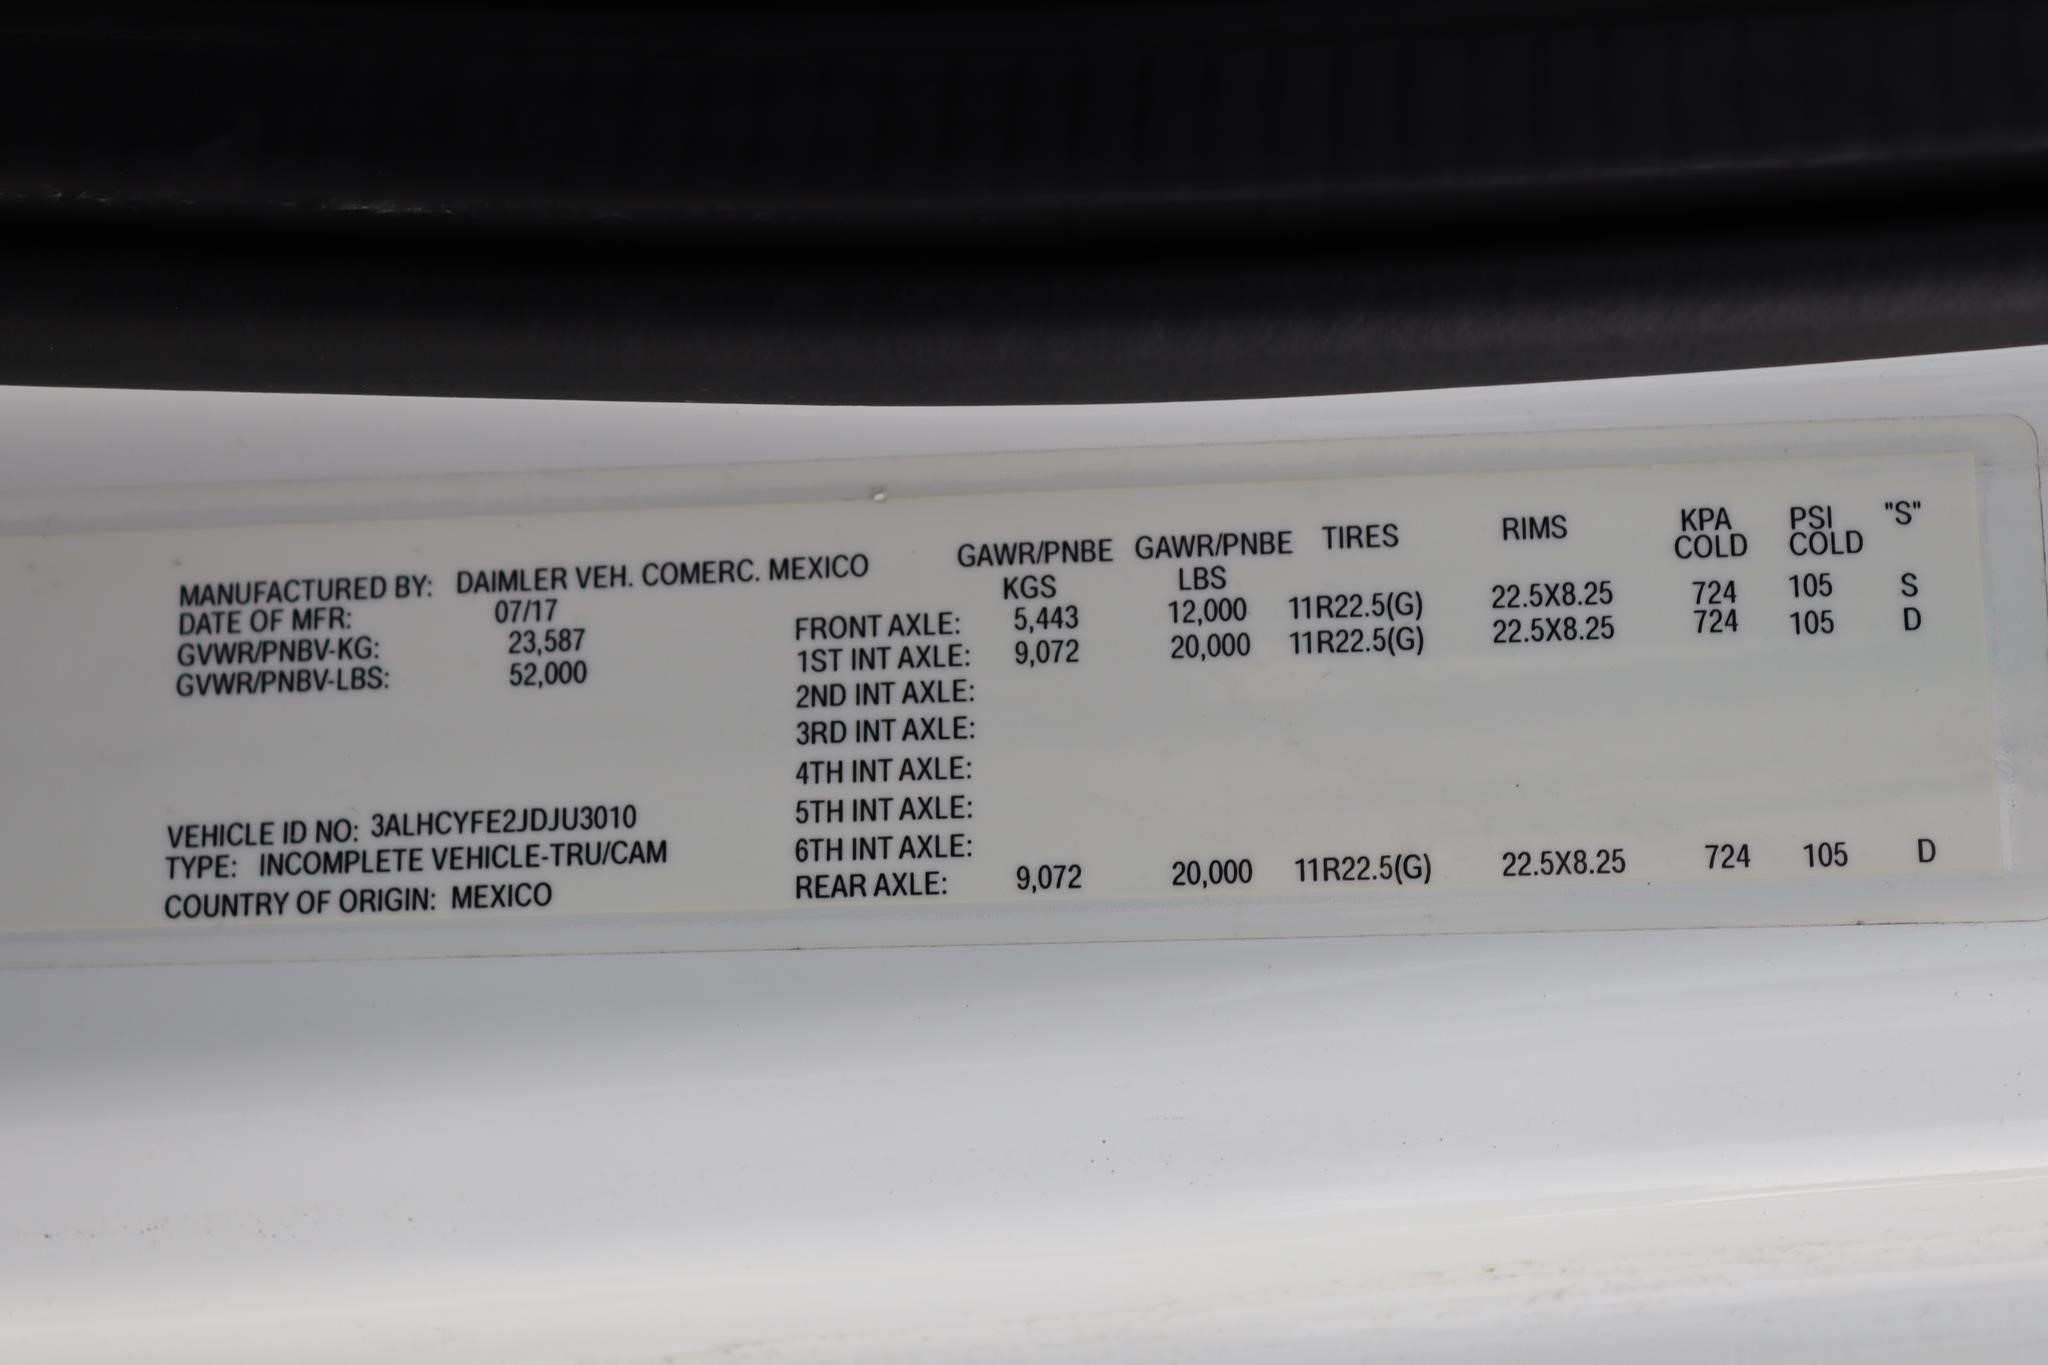 MANUFACTURED BY: DAIMLER VEH. COMERC. MEXICO
DATE OF MFR: 07/17
GVWR/PNBV-KG: 23,587
GVWR/PNBV-LBS: 52,000
VEHICLE ID NO: 3ALHCYFE2JDJU3010
TYPE: INCOMPLETE VEHICLE-TRU/CAM
COUNTRY OF ORIGIN: MEXICO
GAWR/PNBE GAWR/PNBE TIRES RIMS KPA PSI "S"
KGS LBS COLD COLD
FRONT AXLE: 5,443 12,000 11R22.5(G) 22.5X8.25 724 105 S
1ST INT AXLE: 9,072 20,000 11R22.5(G) 22.5X8.25 724 105 D
2ND INT AXLE:
3RD INT AXLE:
4TH INT AXLE:
5TH INT AXLE:
6TH INT AXLE:
REAR AXLE: 9,072 20,000 11R22.5(G) 22.5X8.25 724 105 D